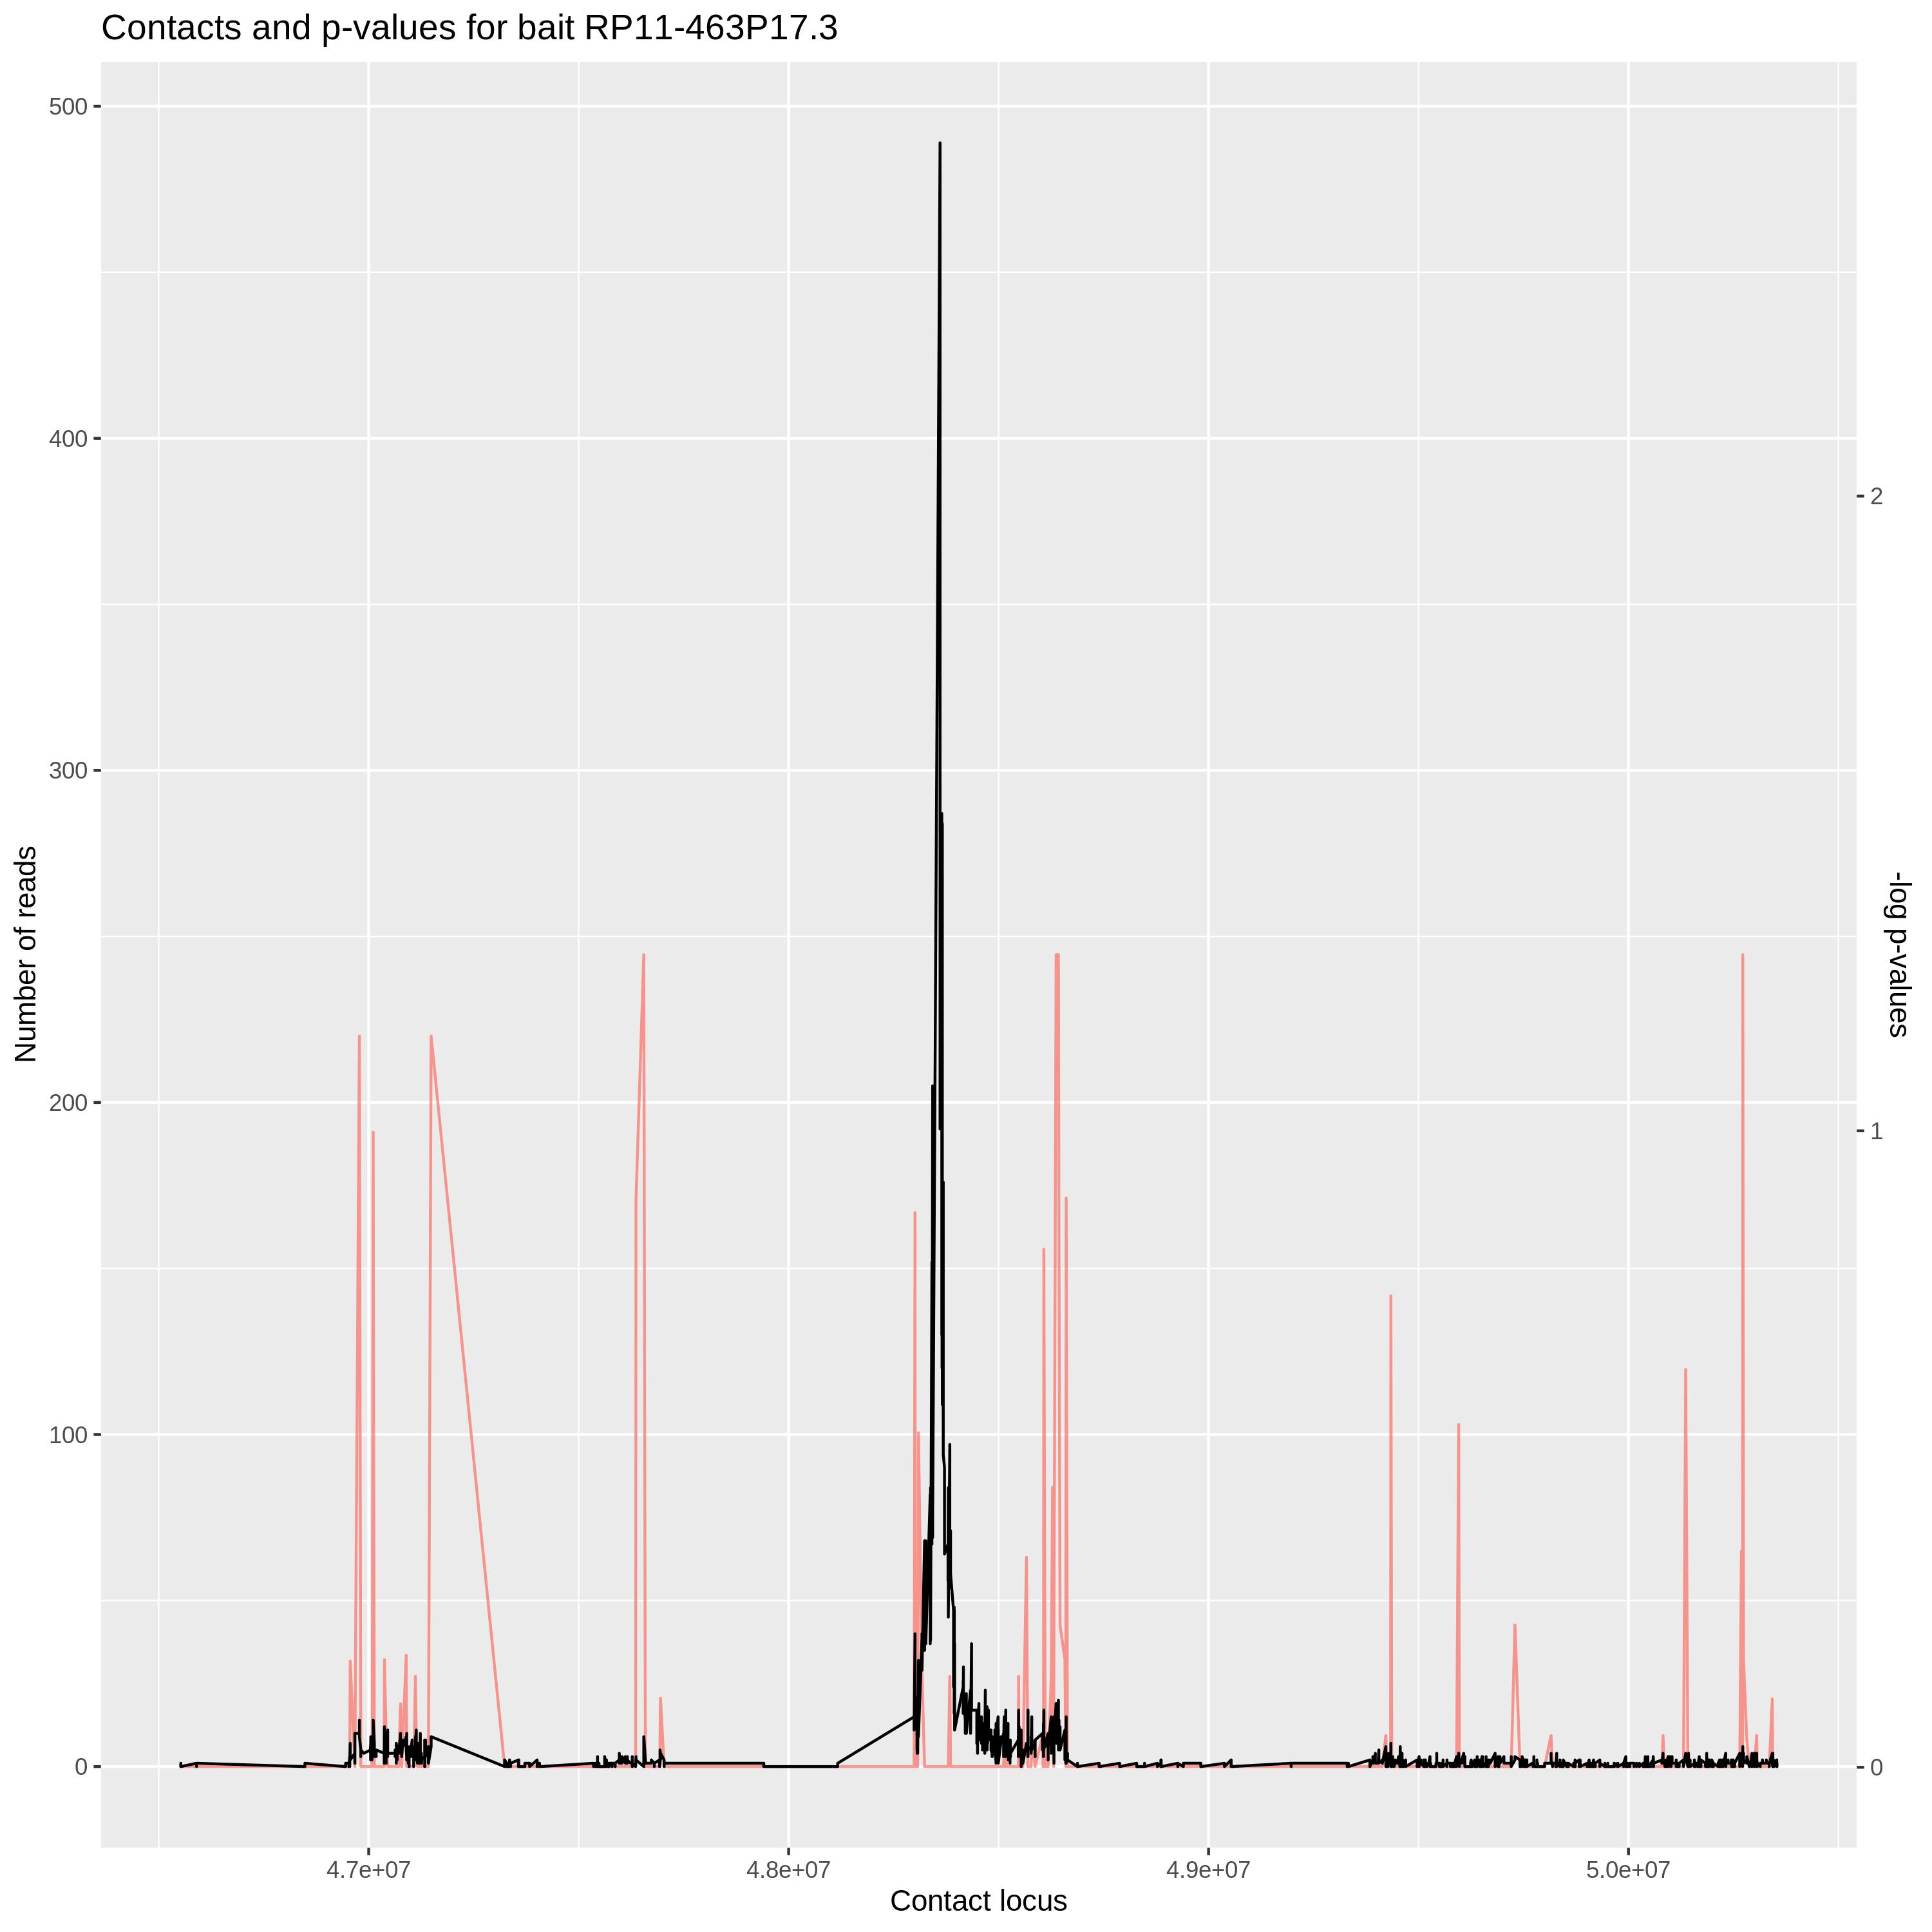 Contacts and p-values for bait RP11-463P17.3
500
400
300
200
100
0
Number of reads
2
1
0
-log p-values
4.7e+07
4.8e+07
4.9e+07
5.0e+07
Contact locus